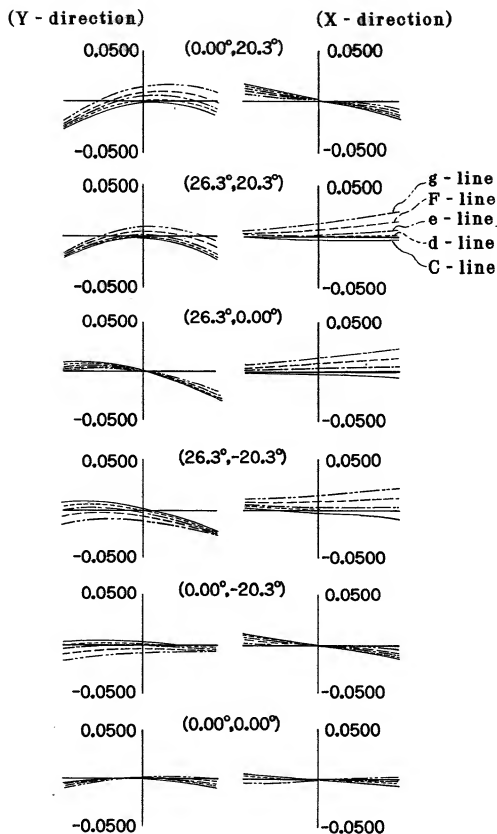 (Y - direction) (X - direction)
0.0500 (0.00°,20.3°) 0.0500
-0.0500 -0.0500
0.0500 (26.3°,20.3°) 0.0500
g - line
F - line
e - line
d - line
C - line
-0.0500 -0.0500
0.0500 (26.3°,0.00°) 0.0500
-0.0500 -0.0500
0.0500 (26.3°,-20.3°) 0.0500
-0.0500 -0.0500
0.0500 (0.00°,-20.3°) 0.0500
-0.0500 -0.0500
0.0500 (0.00°,0.00°) 0.0500
-0.0500 -0.0500